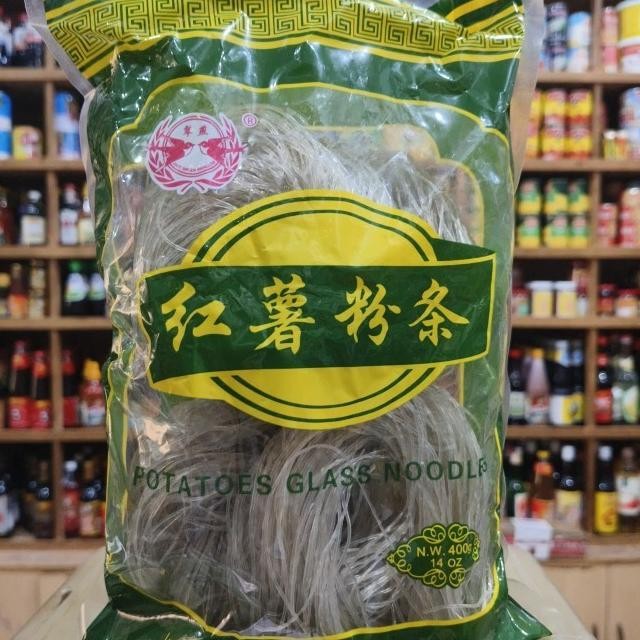 ®
红薯粉条
POTATOES GLASS NOODLES
N.W. 400g
14 OZ